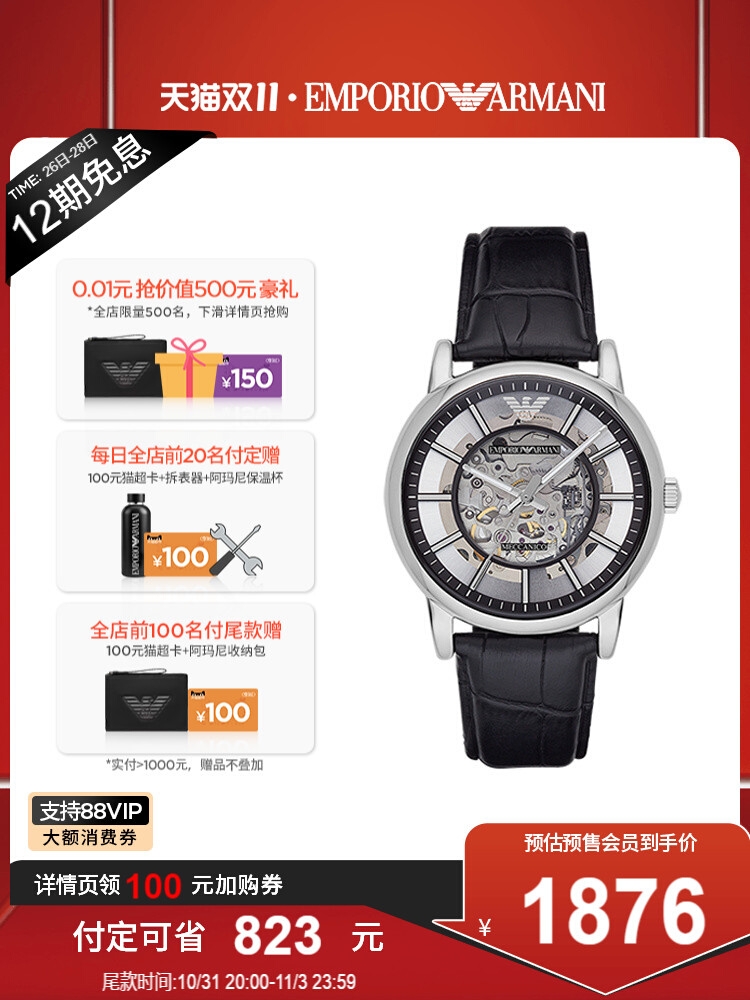 天猫双11·EMPORIO ARMANI
TIME: 26日-28日
12期免息
0.01元 抢价值500元 豪礼
*全店限量500名，下滑详情页抢购
¥150
每日全店前20名付定赠
100元猫超卡+拆表器+阿玛尼保温杯
EMPORIO ARMANI
¥100
全店前100名付尾款赠
100元猫超卡+阿玛尼收纳包
¥100
*实付>1000元，赠品不叠加
EMPORIO ARMANI
MECCANICO
支持88VIP
大额消费券
详情页领 100 元加购券
付定可省 823 元
尾款时间:10/31 20:00-11/3 23:59
预估预售会员到手价
¥ 1876